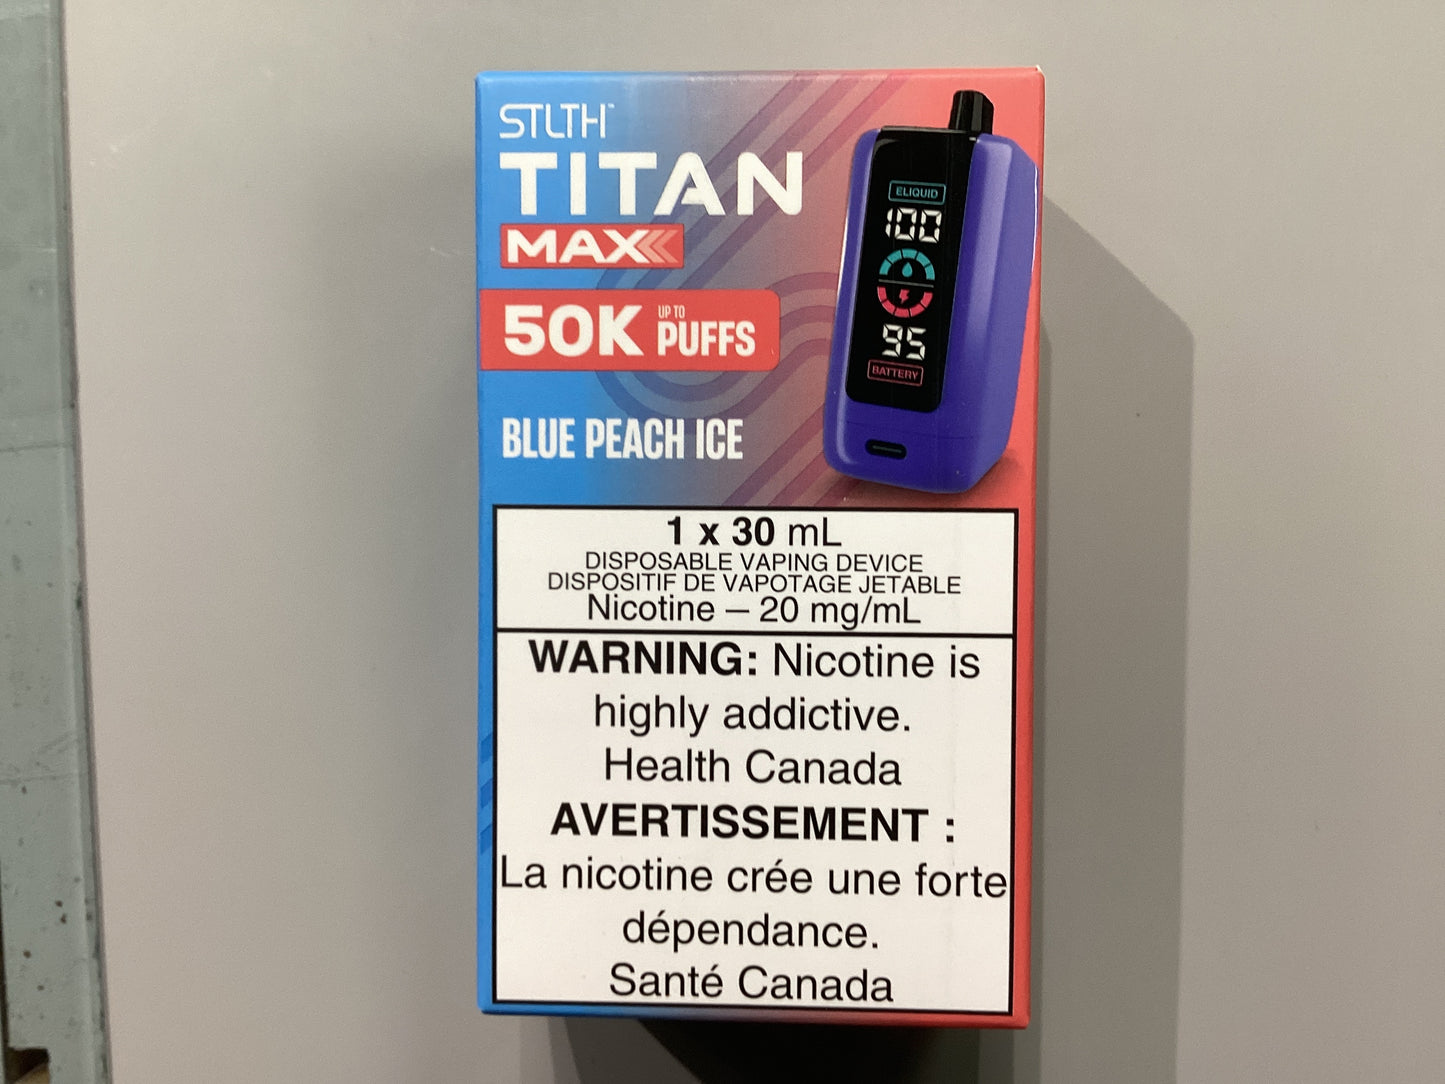 STLTH™
TITAN
MAX
50K UP TO PUFFS
BLUE PEACH ICE
ELIQUID
100
95
BATTERY
1 x 30 mL
DISPOSABLE VAPING DEVICE
DISPOSITIF DE VAPOTAGE JETABLE
Nicotine – 20 mg/mL
WARNING: Nicotine is
highly addictive.
Health Canada
AVERTISSEMENT :
La nicotine crée une forte
dépendance.
Santé Canada